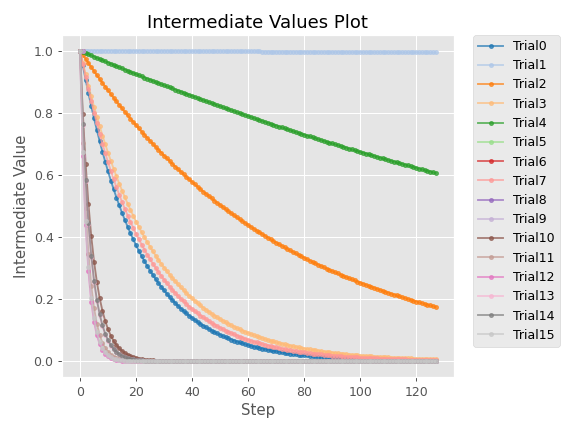 Intermediate Values Plot
Intermediate Value
1.0
0.8
0.6
0.4
0.2
0.0
0
20
40
60
80
100
120
Step
Trial0
Trial1
Trial2
Trial3
Trial4
Trial5
Trial6
Trial7
Trial8
Trial9
Trial10
Trial11
Trial12
Trial13
Trial14
Trial15